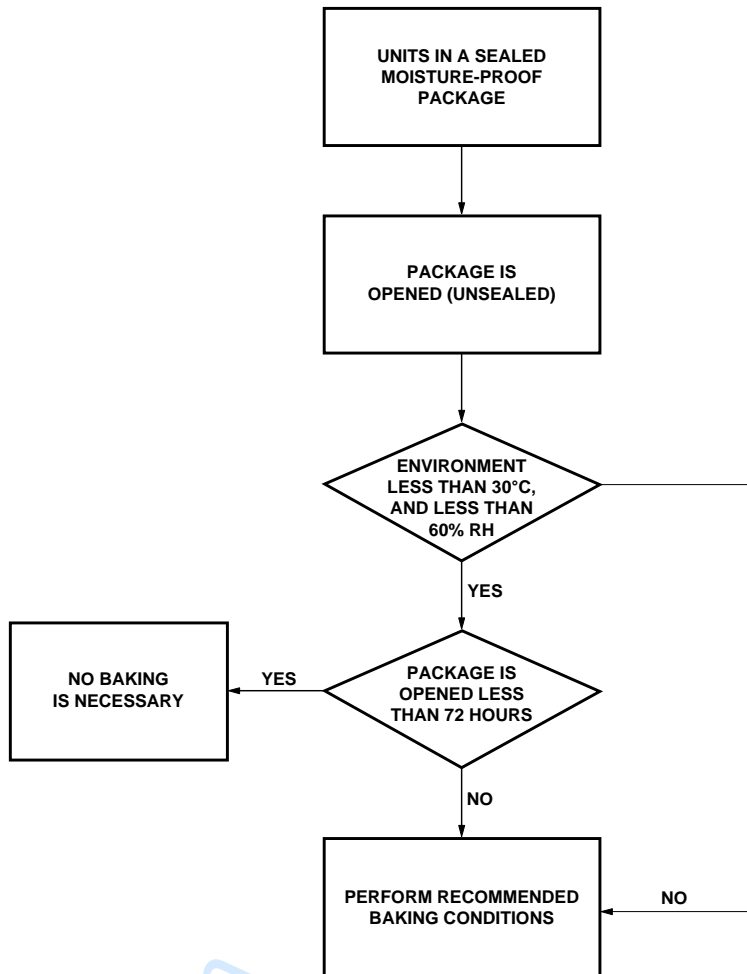 UNITS IN A SEALED
MOISTURE-PROOF
PACKAGE
PACKAGE IS
OPENED (UNSEALED)
ENVIRONMENT
LESS THAN 30°C,
AND LESS THAN
60% RH
YES
PACKAGE IS
OPENED LESS
THAN 72 HOURS
YES
NO BAKING
IS NECESSARY
NO
PERFORM RECOMMENDED
BAKING CONDITIONS
NO